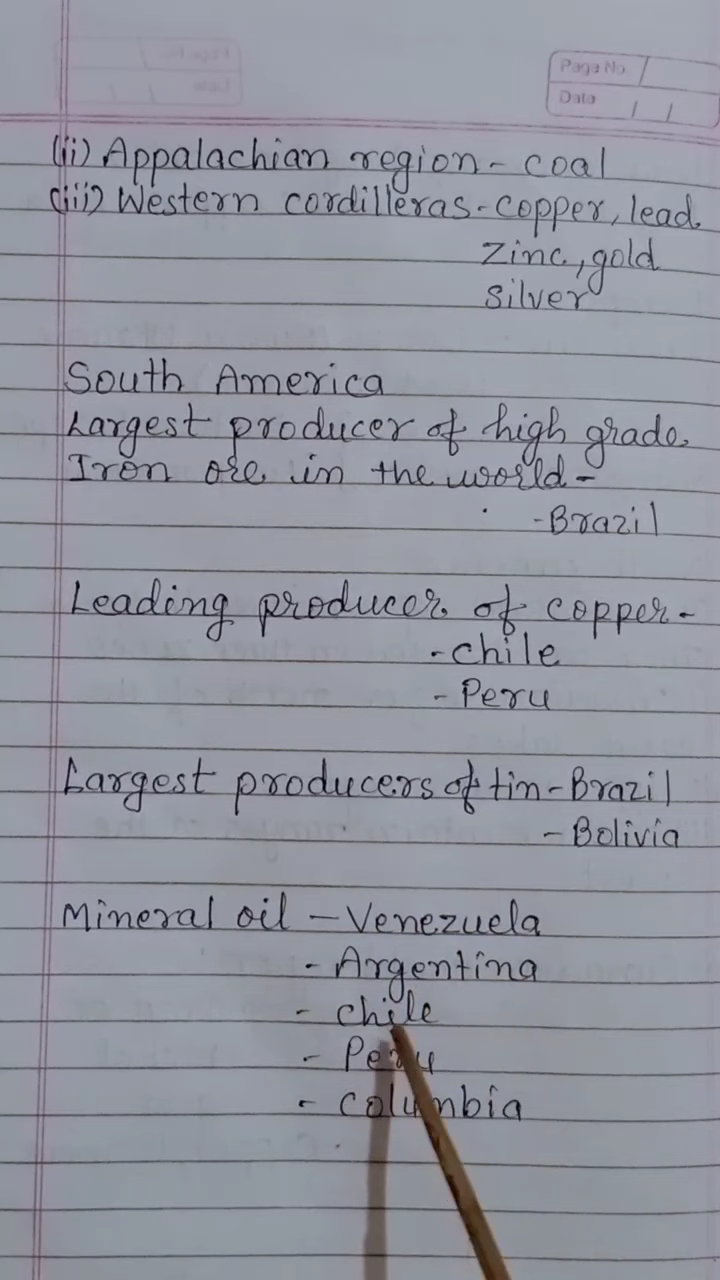 Page No.
Date / /
(ii) Appalachian region - coal
(iii) Western cordilleras - copper, lead
Zinc, gold
silver
South America
Largest producer of high grade
Iron ore in the world -
- Brazil
Leading producer of copper -
- chile
- Peru
Largest producers of tin - Brazil
- Bolivia
Mineral oil - Venezuela
- Argentina
- chile
- Peru
- columbia